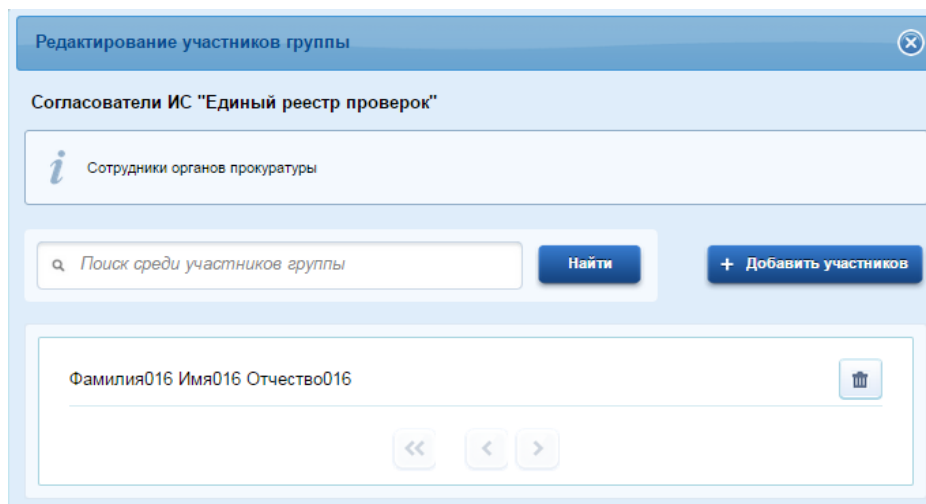 Редактирование участников группы
Согласователи ИС "Единый реестр проверок"
Сотрудники органов прокуратуры
Поиск среди участников группы
Найти
+ Добавить участников
Фамилия016 Имя016 Отчество016